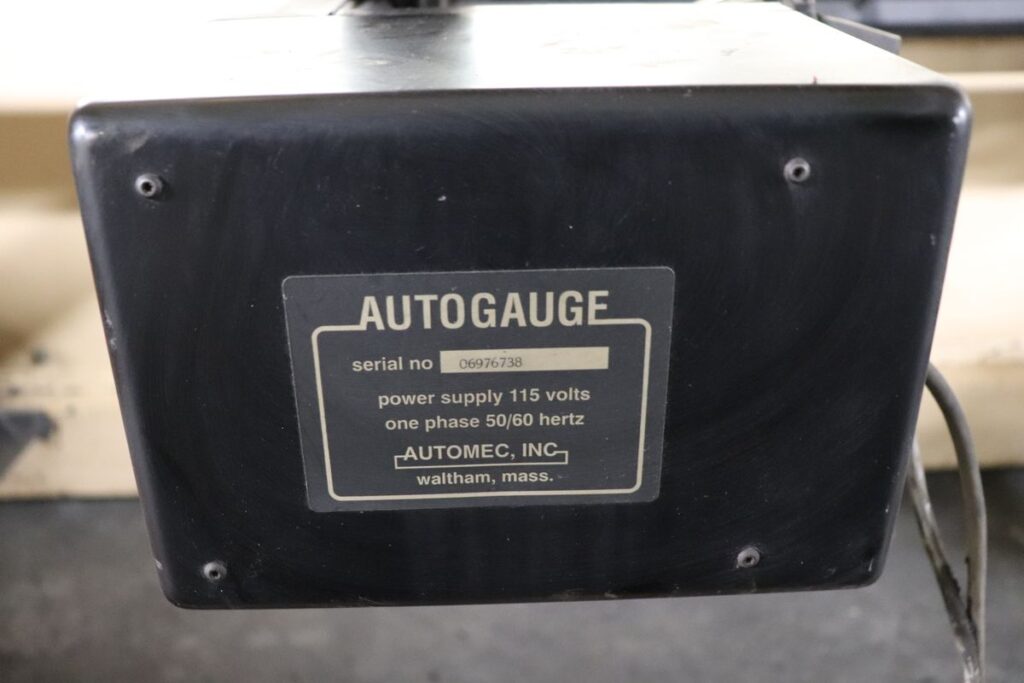 AUTOGAUGE
serial no 06976738
power supply 115 volts
one phase 50/60 hertz
AUTOMEC, INC
waltham, mass.